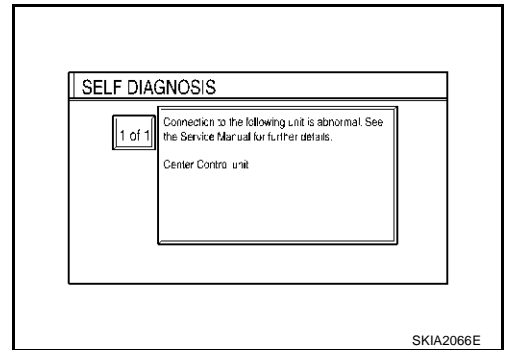 SELF DIAGNOSIS
1 of 1
Connection to the following unit is abnormal. See
the Service Manual for further details.
Center Control unit
SKIA2066E